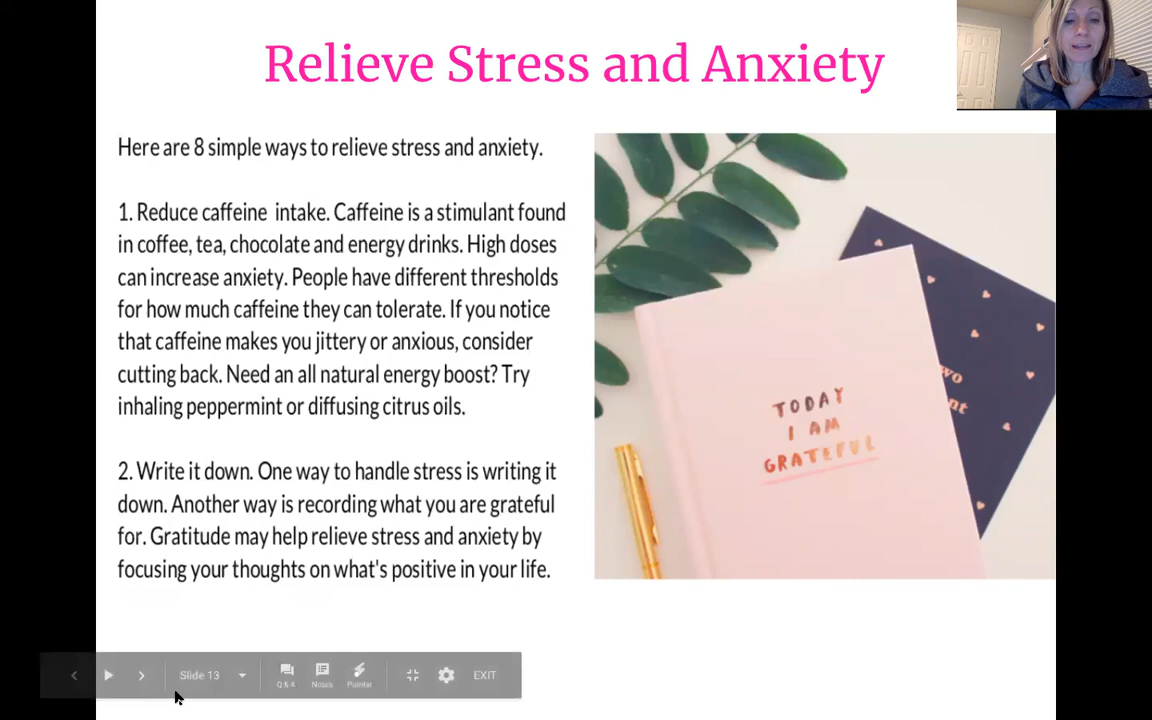 Relieve Stress and Anxiety
Here are 8 simple ways to relieve stress and anxiety.
1. Reduce caffeine intake. Caffeine is a stimulant found
in coffee, tea, chocolate and energy drinks. High doses
can increase anxiety. People have different thresholds
for how much caffeine they can tolerate. If you notice
that caffeine makes you jittery or anxious, consider
cutting back. Need an all natural energy boost? Try
inhaling peppermint or diffusing citrus oils.
2. Write it down. One way to handle stress is writing it
down. Another way is recording what you are grateful
for. Gratitude may help relieve stress and anxiety by
focusing your thoughts on what's positive in your life.
TODAY
I AM
GRATEFUL
Slide 13
Q & A
Notes
Pointer
EXIT